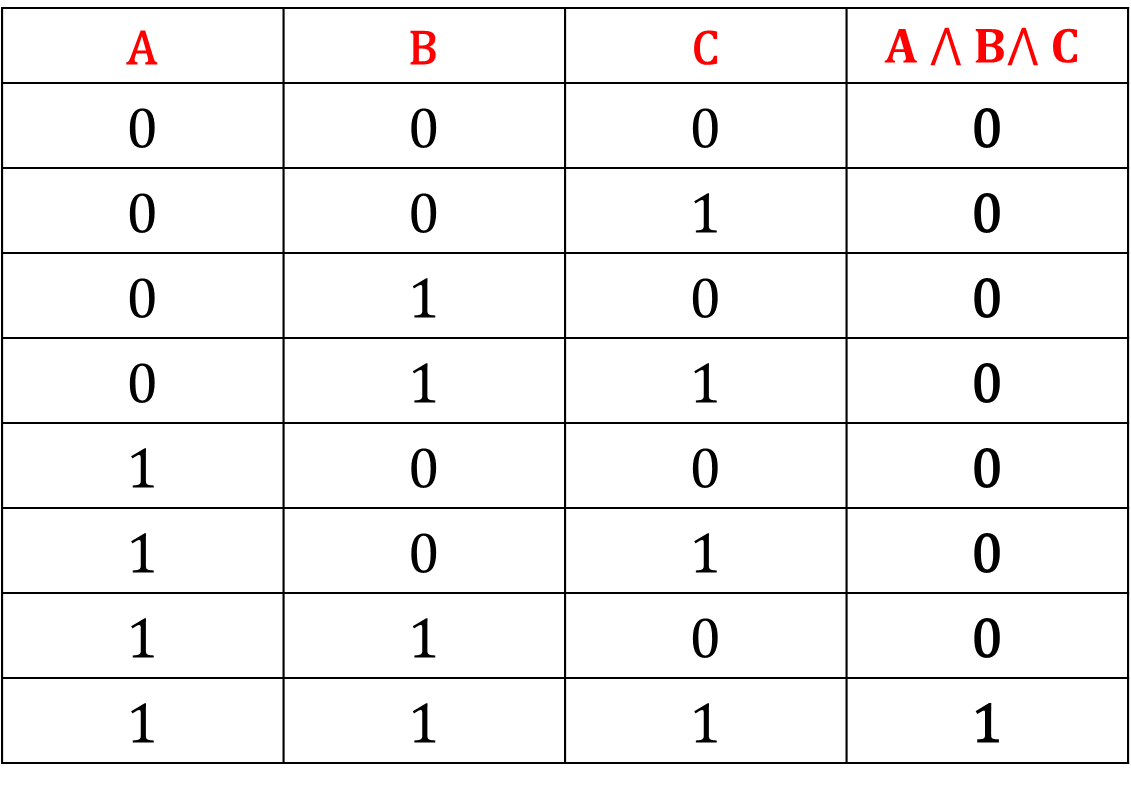 A B C A ∧ B∧ C
0 0 0 0
0 0 1 0
0 1 0 0
0 1 1 0
1 0 0 0
1 0 1 0
1 1 0 0
1 1 1 1